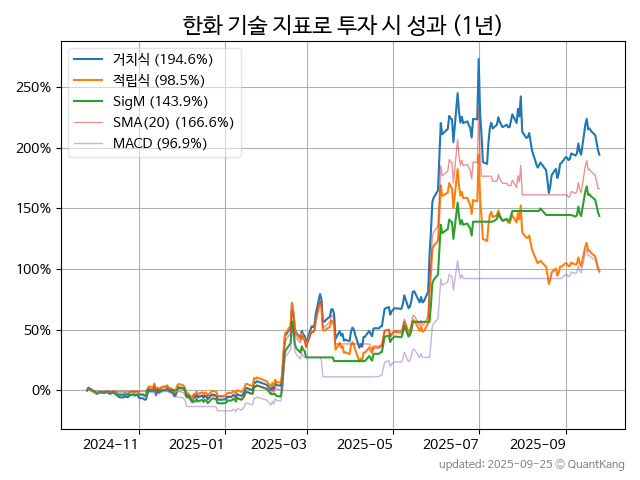 한화 기술 지표로 투자 시 성과 (1년)
거치식 (194.6%)
적립식 (98.5%)
SigM (143.9%)
SMA(20) (166.6%)
MACD (96.9%)
250%
200%
150%
100%
50%
0%
2024-11 2025-01 2025-03 2025-05 2025-07 2025-09
updated: 2025-09-25 © QuantKang